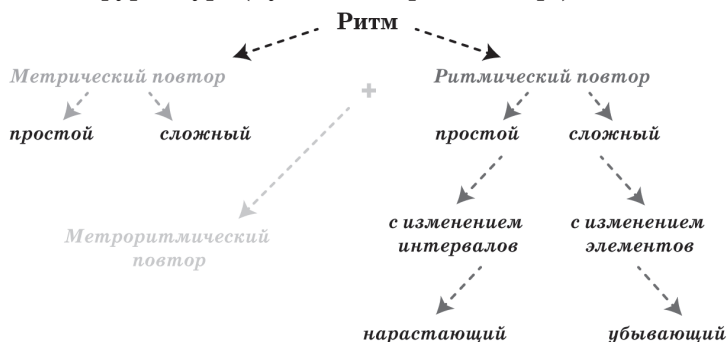 Ритм
Метрический повтор
Ритмический повтор
простой
сложный
простой
сложный
Метроритмический
повтор
с изменением
интервалов
с изменением
элементов
нарастающий
убывающий